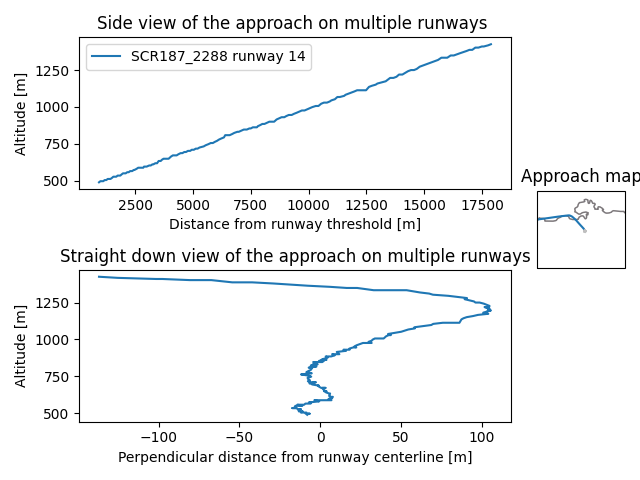 Side view of the approach on multiple runways
SCR187_2288 runway 14
Altitude [m]
1250
1000
750
500
2500
5000
7500
10000
12500
15000
17500
Distance from runway threshold [m]
Approach map
Straight down view of the approach on multiple runways
Altitude [m]
1250
1000
750
500
−100
−50
0
50
100
Perpendicular distance from runway centerline [m]